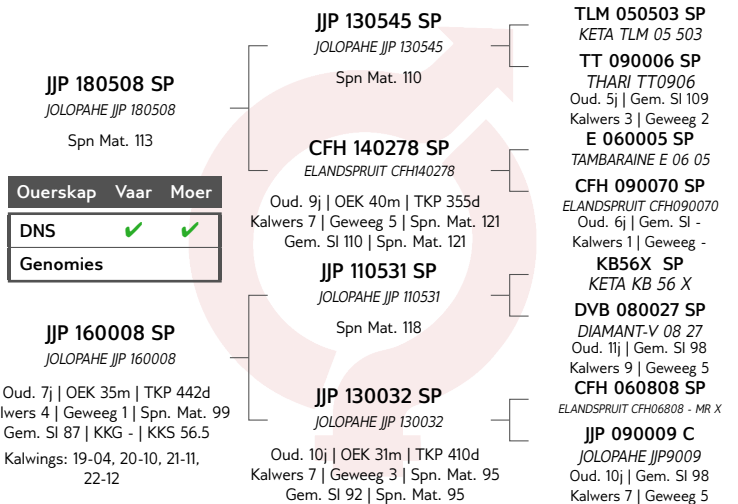 JJP 180508 SP
JOLOPAHE JJP 180508
Spn Mat. 113
Ouerskap Vaar Moer
DNS ✔ ✔
Genomies
JJP 160008 SP
JOLOPAHE JJP 160008
Oud. 7j | OEK 35m | TKP 442d
lwers 4 | Geweeg 1 | Spn. Mat. 99
Gem. SI 87 | KKG - | KKS 56.5
Kalwings: 19-04, 20-10, 21-11,
22-12
JJP 130545 SP
JOLOPAHE JJP 130545
Spn Mat. 110
CFH 140278 SP
ELANDSPRUIT CFH140278
Oud. 9j | OEK 40m | TKP 355d
Kalwers 7 | Geweeg 5 | Spn. Mat. 121
Gem. SI 110 | Spn. Mat. 121
JJP 110531 SP
JOLOPAHE JJP 110531
Spn Mat. 118
JJP 130032 SP
JOLOPAHE JJP 130032
Oud. 10j | OEK 31m | TKP 410d
Kalwers 7 | Geweeg 3 | Spn. Mat. 95
Gem. SI 92 | Spn. Mat. 95
TLM 050503 SP
KETA TLM 05 503
TT 090006 SP
THARI TT0906
Oud. 5j | Gem. SI 109
Kalwers 3 | Geweeg 2
E 060005 SP
TAMBARAINE E 06 05
CFH 090070 SP
ELANDSPRUIT CFH090070
Oud. 6j | Gem. SI -
Kalwers 1 | Geweeg -
KB56X SP
KETA KB 56 X
DVB 080027 SP
DIAMANT-V 08 27
Oud. 11j | Gem. SI 98
Kalwers 9 | Geweeg 5
CFH 060808 SP
ELANDSPRUIT CFH06808 - MR X
JJP 090009 C
JOLOPAHE JJP9009
Oud. 10j | Gem. SI 98
Kalwers 7 | Geweeg 5